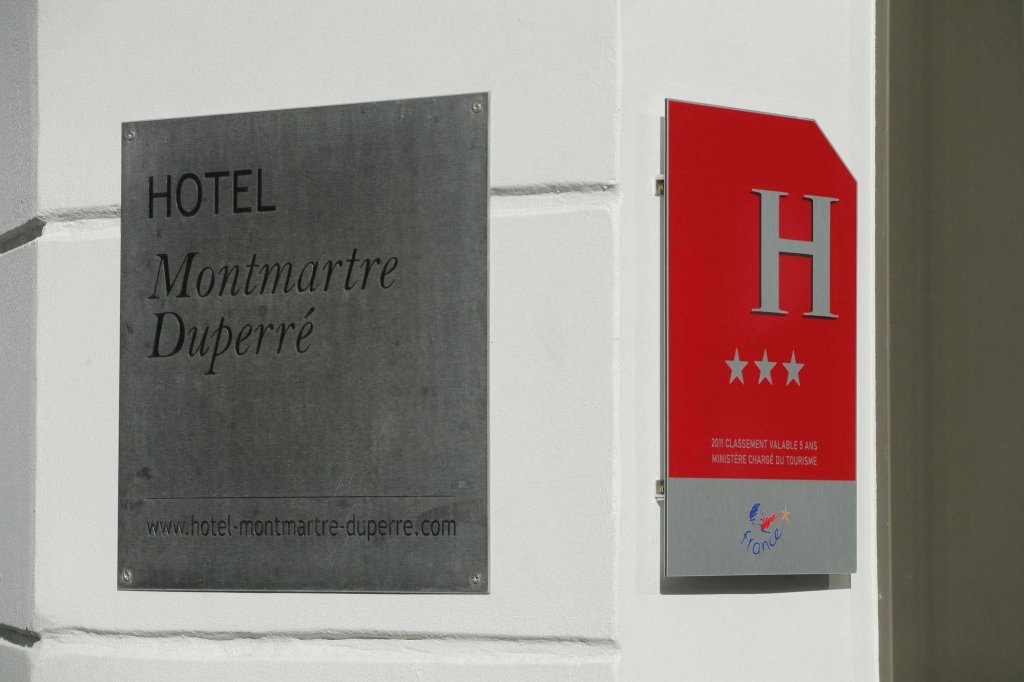 HOTEL
Montmartre
Duperré
www.hotel-montmartre-duperre.com
H
2011 CLASSEMENT VALABLE 5 ANS
MINISTÈRE CHARGÉ DU TOURISME
france